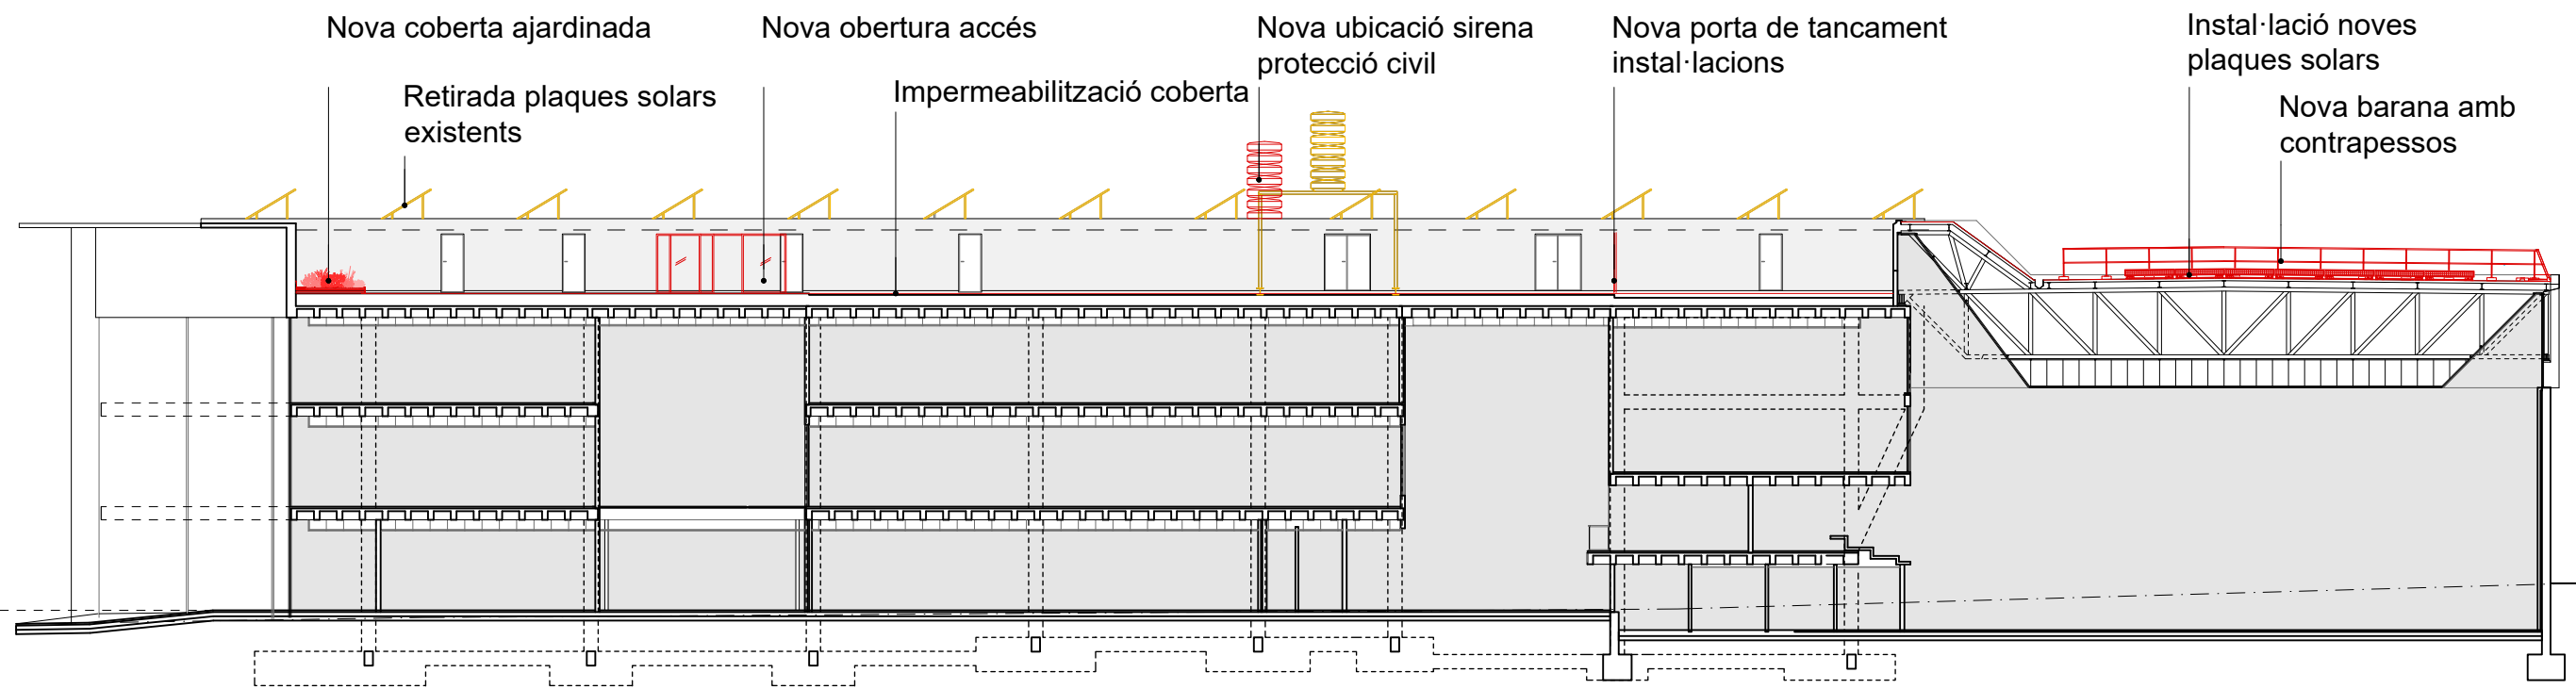 Nova coberta ajardinada
Retirada plaques solars
existents
Nova obertura accés
Impermeabilització coberta
Nova ubicació sirena
protecció civil
Nova porta de tancament
instal·lacions
Instal·lació noves
plaques solars
Nova barana amb
contrapessos